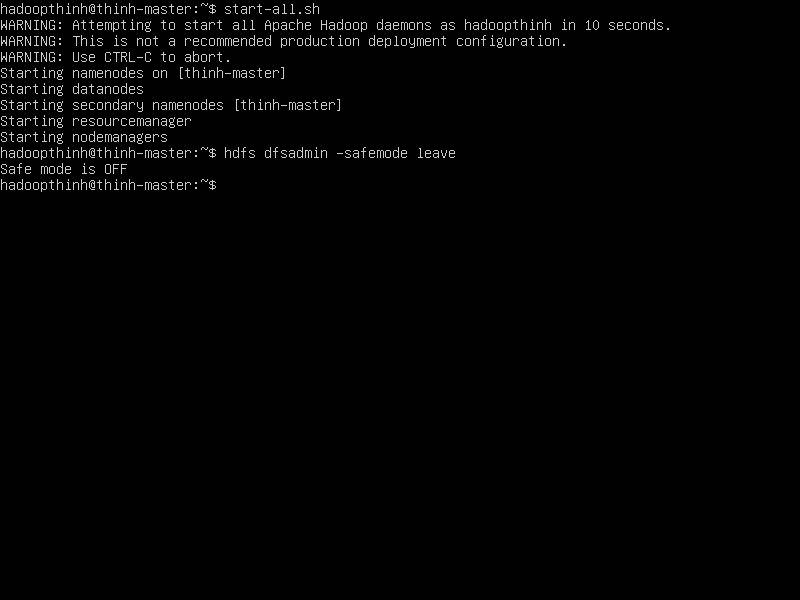 hadoopthinh@thinh-master:~$ start-all.sh
WARNING: Attempting to start all Apache Hadoop daemons as hadoopthinh in 10 seconds.
WARNING: This is not a recommended production deployment configuration.
WARNING: Use CTRL-C to abort.
Starting namenodes on [thinh-master]
Starting datanodes
Starting secondary namenodes [thinh-master]
Starting resourcemanager
Starting nodemanagers
hadoopthinh@thinh-master:~$ hdfs dfsadmin -safemode leave
Safe mode is OFF
hadoopthinh@thinh-master:~$